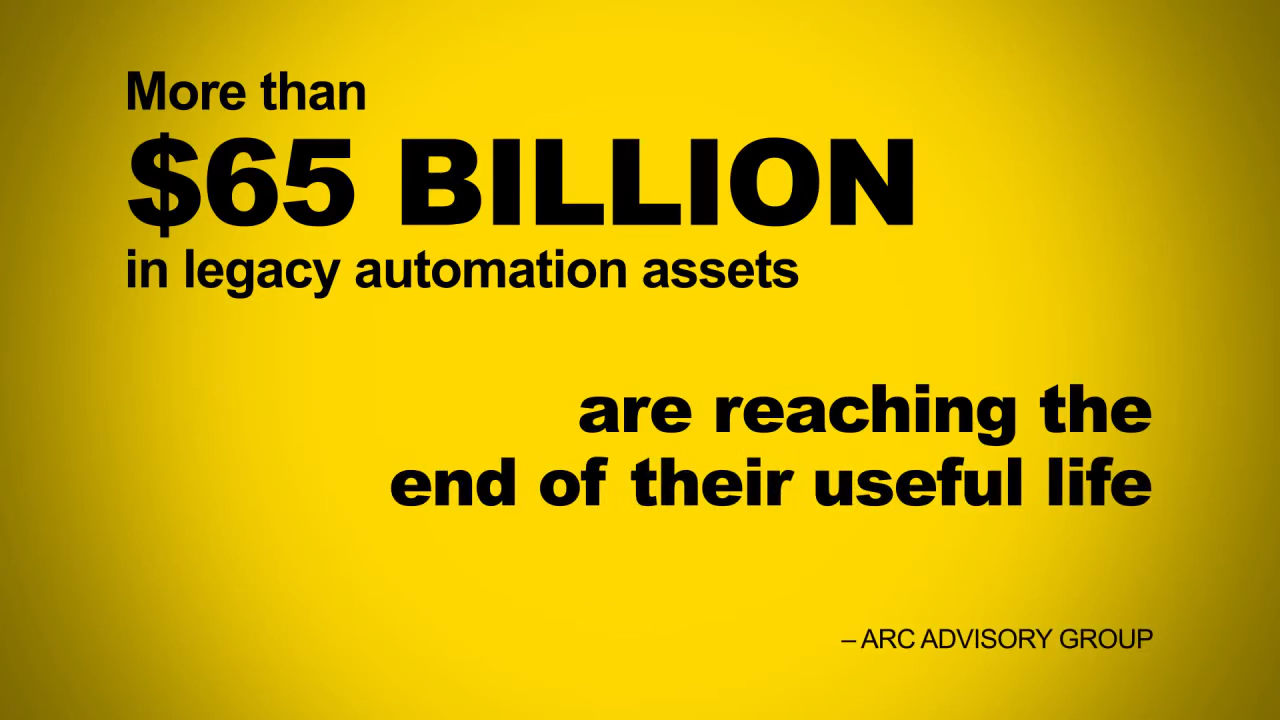 More than
$65 BILLION
in legacy automation assets
are reaching the
end of their useful life
– ARC ADVISORY GROUP